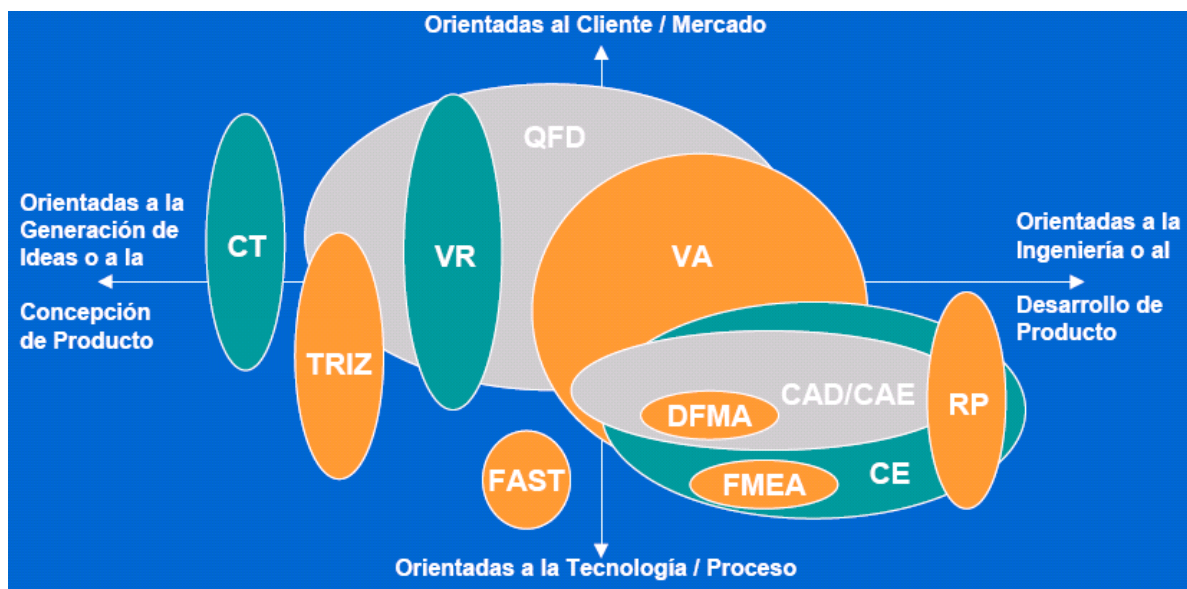 Orientadas al Cliente / Mercado
QFD
Orientadas a la
Generación de
Ideas o a la
Concepción
de Producto
CT
VR
VA
Orientadas a la
Ingeniería o al
Desarrollo de
Producto
TRIZ
CAD/CAE
RP
DFMA
FAST
FMEA
CE
Orientadas a la Tecnología / Proceso